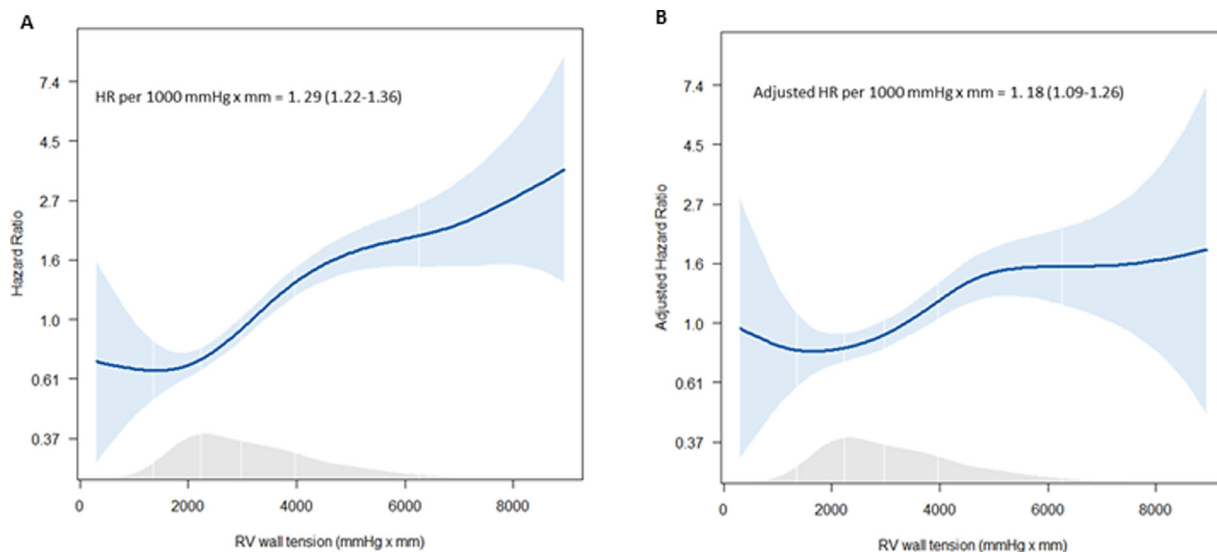 A
HR per 1000 mmHg x mm = 1. 29 (1.22-1.36)
Hazard Ratio
7.4
4.5
2.7
1.6
1.0
0.61
0.37
0 2000 4000 6000 8000
RV wall tension (mmHg x mm)
B
Adjusted HR per 1000 mmHg x mm = 1. 18 (1.09-1.26)
Adjusted Hazard Ratio
7.4
4.5
2.7
1.6
1.0
0.61
0.37
0 2000 4000 6000 8000
RV wall tension (mmHg x mm)